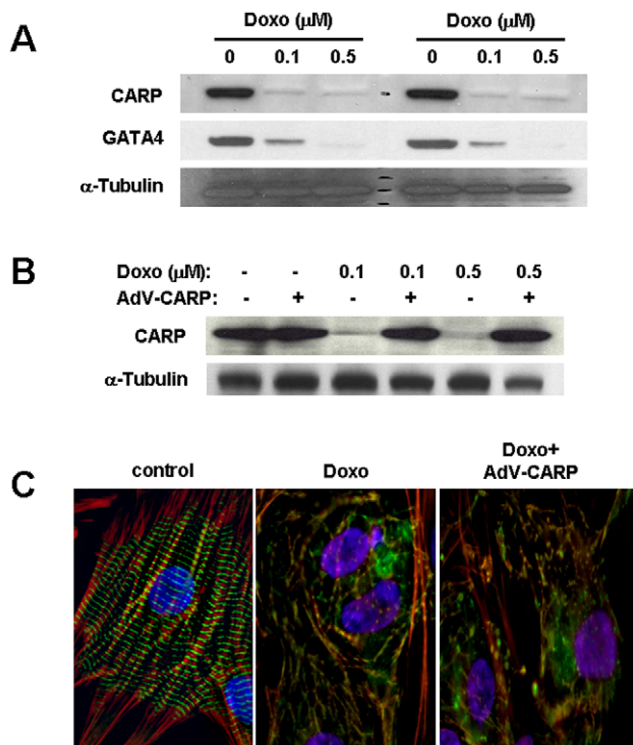 A
Doxo (µM) Doxo (µM)
0 0.1 0.5 0 0.1 0.5
CARP
GATA4
α-Tubulin
B
Doxo (µM): - - 0.1 0.1 0.5 0.5
AdV-CARP: - + - + - +
CARP
α-Tubulin
C
control Doxo Doxo+
AdV-CARP